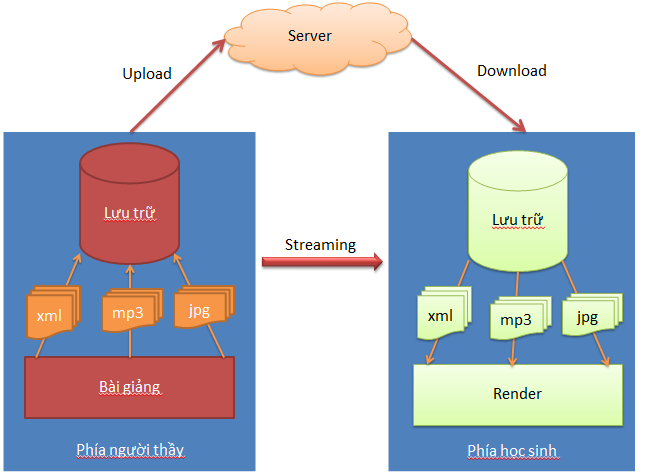 Server
Upload
Download
Lưu trữ
xml
mp3
jpg
Bài giảng
Phía người thầy
Streaming
Lưu trữ
xml
mp3
jpg
Render
Phía học sinh